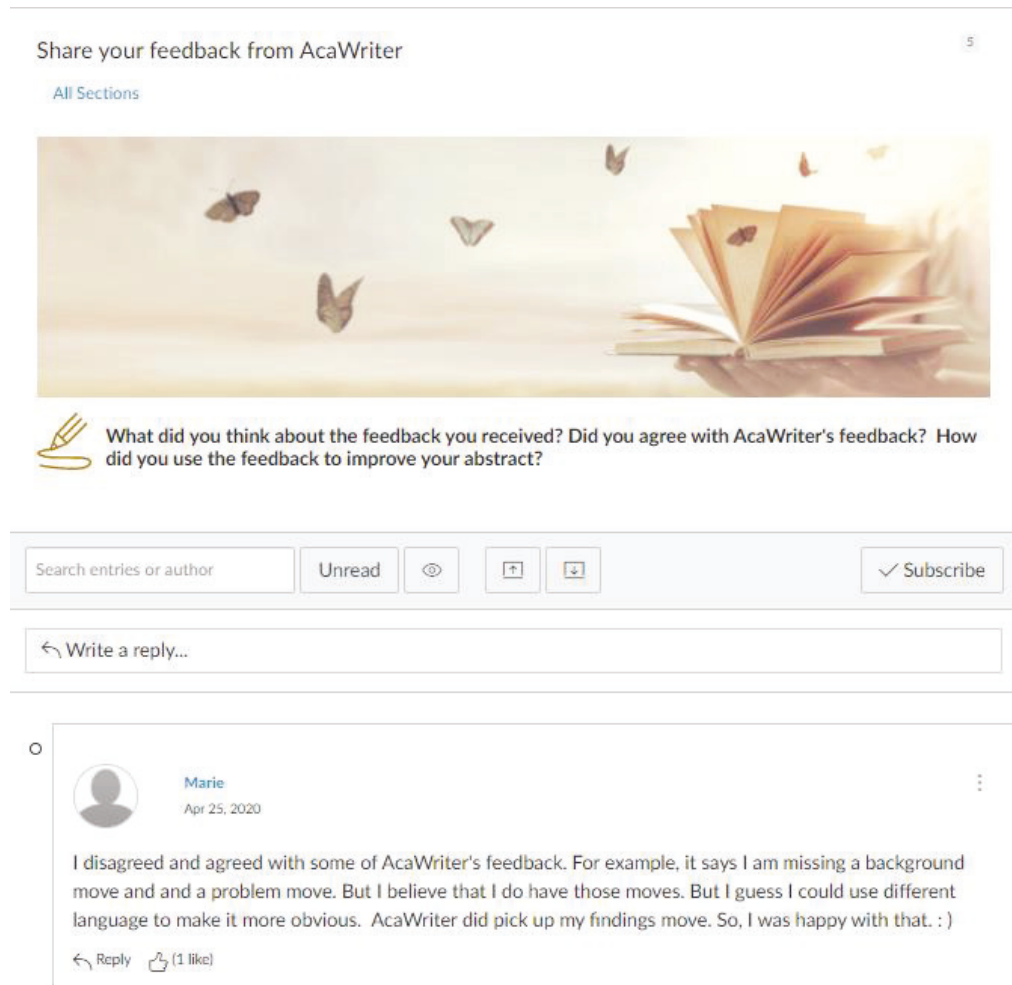 Share your feedback from AcaWriter
5
All Sections
What did you think about the feedback you received? Did you agree with AcaWriter's feedback? How
did you use the feedback to improve your abstract?
Search entries or author
Unread
Subscribe
Write a reply...
Marie
Apr 25, 2020
I disagreed and agreed with some of AcaWriter's feedback. For example, it says I am missing a background
move and and a problem move. But I believe that I do have those moves. But I guess I could use different
language to make it more obvious. AcaWriter did pick up my findings move. So, I was happy with that. : )
Reply (1 like)